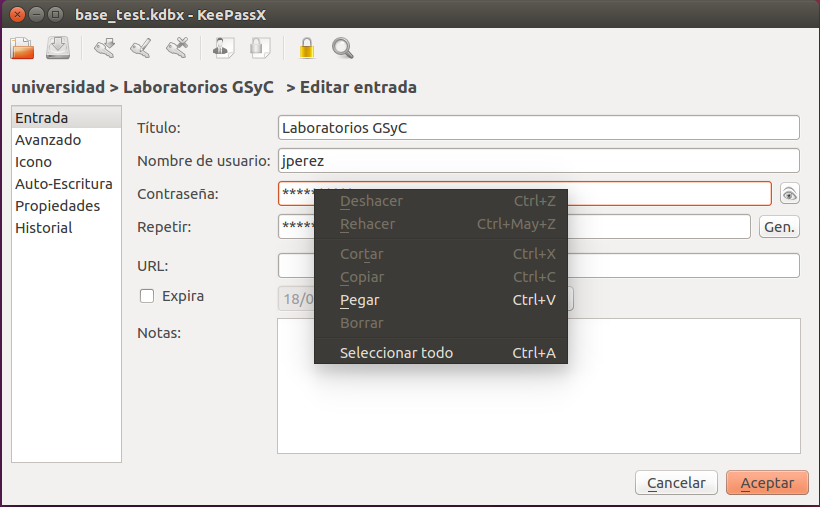 base_test.kdbx - KeePassX
universidad > Laboratorios GSyC > Editar entrada
Entrada
Avanzado
Icono
Auto-Escritura
Propiedades
Historial
Título: Laboratorios GSyC
Nombre de usuario: jperez
Contraseña:
Repetir: Gen.
URL:
Expira 18/0
Notas:
Deshacer Ctrl+Z
Rehacer Ctrl+May+Z
Cortar Ctrl+X
Copiar Ctrl+C
Pegar Ctrl+V
Borrar
Seleccionar todo Ctrl+A
Cancelar Aceptar